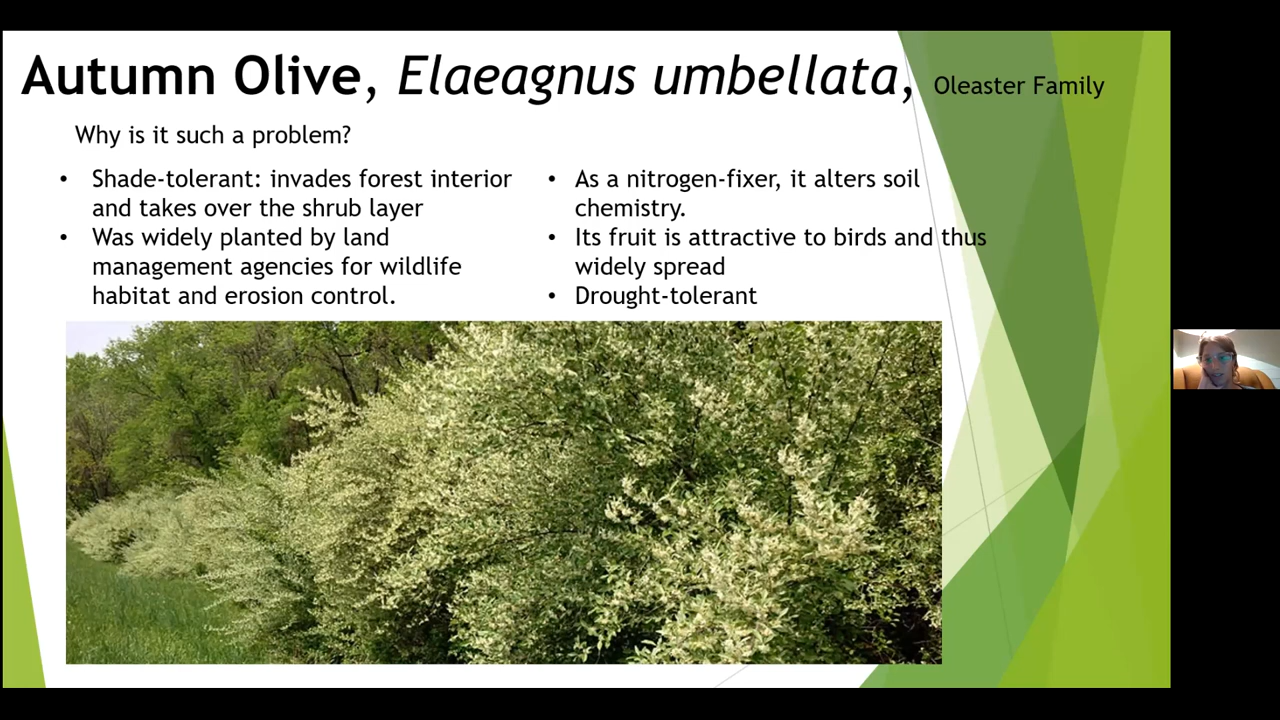 Autumn Olive, Elaeagnus umbellata, Oleaster Family
Why is it such a problem?
• Shade-tolerant: invades forest interior
and takes over the shrub layer
• Was widely planted by land
management agencies for wildlife
habitat and erosion control.
• As a nitrogen-fixer, it alters soil
chemistry.
• Its fruit is attractive to birds and thus
widely spread
• Drought-tolerant